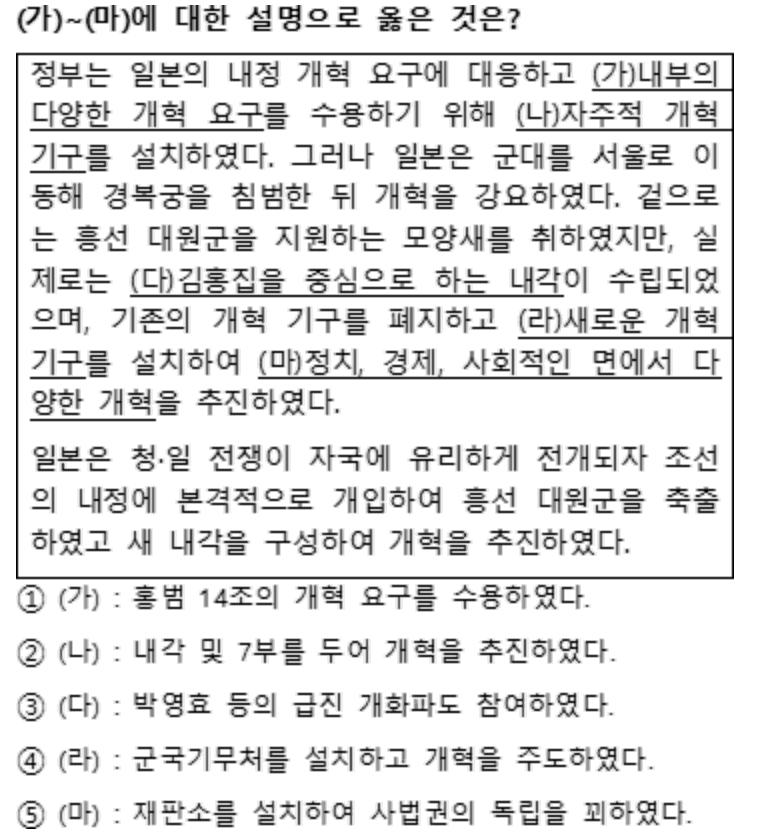 (가)~(마)에 대한 설명으로 옳은 것은?
정부는 일본의 내정 개혁 요구에 대응하고 (가)내부의
다양한 개혁 요구를 수용하기 위해 (나)자주적 개혁
기구를 설치하였다. 그러나 일본은 군대를 서울로 이
동해 경복궁을 침범한 뒤 개혁을 강요하였다. 겉으로
는 흥선 대원군을 지원하는 모양새를 취하였지만, 실
제로는 (다)김홍집을 중심으로 하는 내각이 수립되었
으며, 기존의 개혁 기구를 폐지하고 (라)새로운 개혁
기구를 설치하여 (마)정치, 경제, 사회적인 면에서 다
양한 개혁을 추진하였다.
일본은 청·일 전쟁이 자국에 유리하게 전개되자 조선
의 내정에 본격적으로 개입하여 흥선 대원군을 축출
하였고 새 내각을 구성하여 개혁을 추진하였다.
① (가) : 홍범 14조의 개혁 요구를 수용하였다.
② (나) : 내각 및 7부를 두어 개혁을 추진하였다.
③ (다) : 박영효 등의 급진 개화파도 참여하였다.
④ (라) : 군국기무처를 설치하고 개혁을 주도하였다.
⑤ (마) : 재판소를 설치하여 사법권의 독립을 꾀하였다.